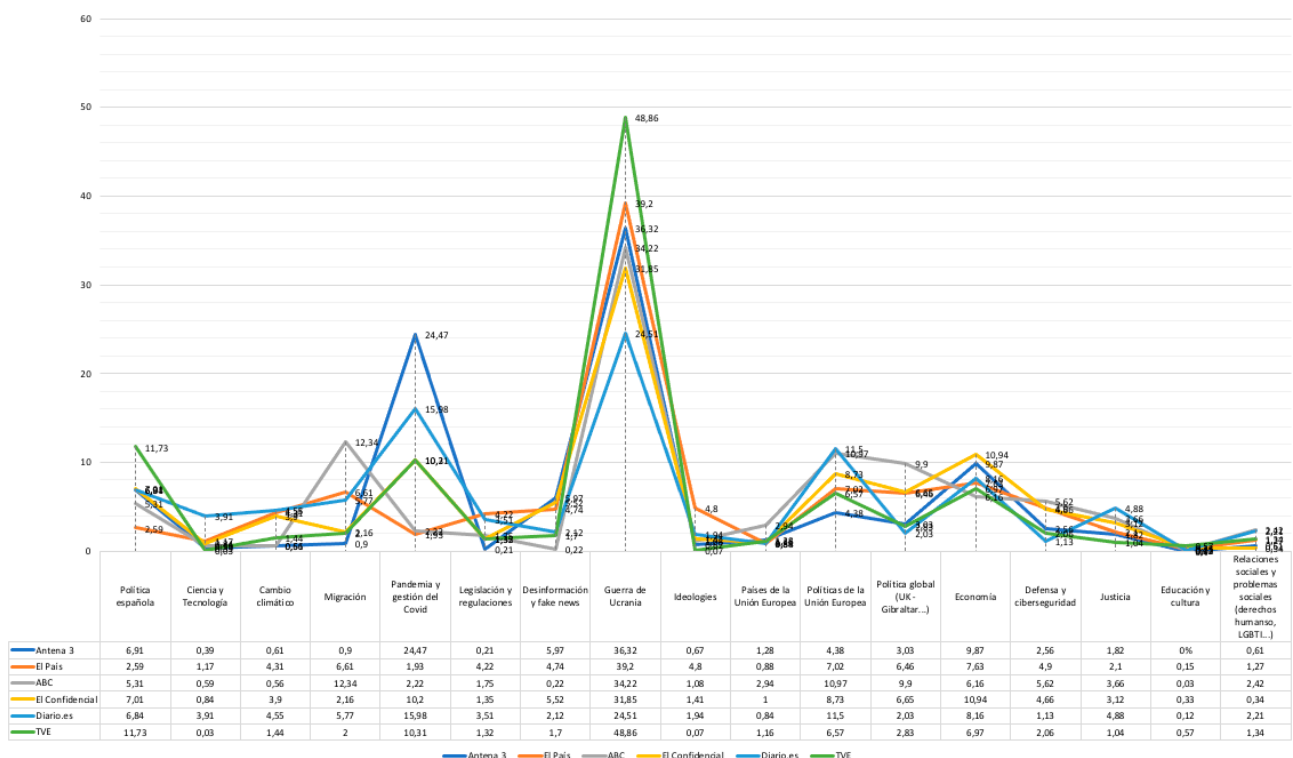 60
50
40
30
20
10
0
11,73
5,31
2,59
3,91
12,34
6,61
5,77
2,16
0,9
24,47
15,98
10,31
2,22
1,93
4,22
3,51
0,21
5,97
4,74
2,12
1,7
0,22
48,86
39,2
36,32
34,22
31,85
24,51
4,8
1,94
0,07
2,94
11,5
10,97
8,73
7,02
6,57
4,38
9,9
2,03
10,94
9,87
6,16
5,62
2,56
2,06
1,13
4,88
1,04
Política española
Ciencia y Tecnología
Cambio climático
Migración
Pandemia y gestión del Covid
Legislación y regulaciones
Desinformación y fake news
Guerra de Ucrania
Ideologies
Países de la Unión Europea
Políticas de la Unión Europea
Política global (UK - Gibraltar...)
Economía
Defensa y ciberseguridad
Justicia
Educación y cultura
Relaciones sociales y problemas sociales (derechos humanso, LGBTI...)
Antena 3 6,91 0,39 0,61 0,9 24,47 0,21 5,97 36,32 0,67 1,28 4,38 3,03 9,87 2,56 1,82 0% 0,61
El País 2,59 1,17 4,31 6,61 1,93 4,22 4,74 39,2 4,8 0,88 7,02 6,46 7,63 4,9 2,1 0,15 1,27
ABC 5,31 0,59 0,56 12,34 2,22 1,75 0,22 34,22 1,08 2,94 10,97 9,9 6,16 5,62 3,66 0,03 2,42
El Confidencial 7,01 0,84 3,9 2,16 10,2 1,35 5,52 31,85 1,41 1 8,73 6,65 10,94 4,66 3,12 0,33 0,34
Diario.es 6,84 3,91 4,55 5,77 15,98 3,51 2,12 24,51 1,94 0,84 11,5 2,03 8,16 1,13 4,88 0,12 2,21
TVE 11,73 0,03 1,44 2 10,31 1,32 1,7 48,86 0,07 1,16 6,57 2,83 6,97 2,06 1,04 0,57 1,34
Antena 3 El País ABC El Confidencial Diario.es TVE